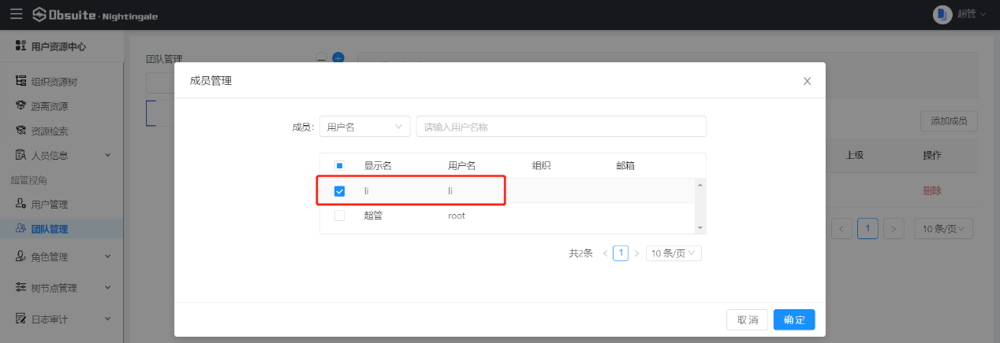 Obsuite · Nightingale
超管
用户资源中心
组织资源树
游离资源
资源检索
人员信息
超管视角
用户管理
团队管理
角色管理
树节点管理
日志审计
团队管理
添加成员
上级 操作
删除
1 10 条/页
成员管理
成员: 用户名 请输入用户名称
显示名 用户名 组织 邮箱
li li
超管 root
共2条 1 10 条/页
取消 确定